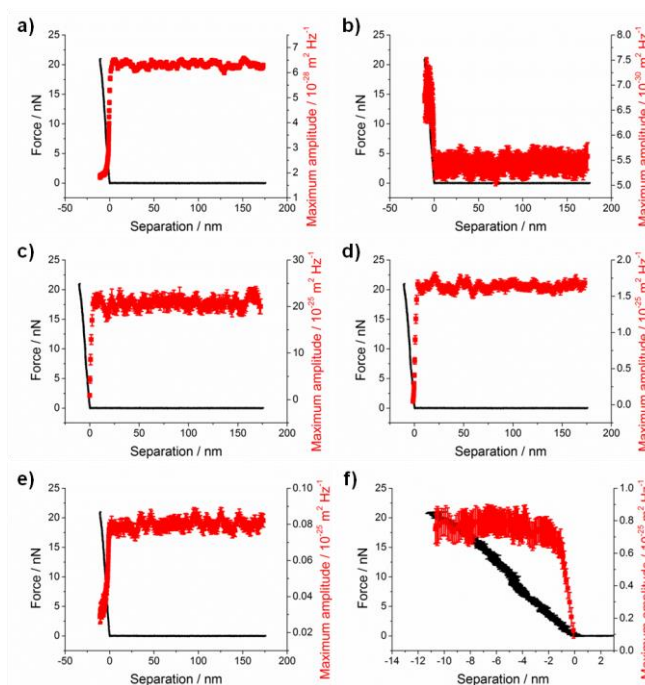 a)
Force / nN
25
20
15
10
5
0
-50 0 50 100 150 200
Separation / nm
7
6
5
4
3
2
1
Maximum amplitude / 10⁻²⁸ m² Hz⁻¹
b)
Force / nN
25
20
15
10
5
0
-50 0 50 100 150 200
Separation / nm
8.0
7.5
7.0
6.5
6.0
5.5
5.0
Maximum amplitude / 10⁻³⁰ m² Hz⁻¹
c)
Force / nN
25
20
15
10
5
0
0 50 100 150 200
Separation / nm
30
20
10
0
Maximum amplitude / 10⁻²⁵ m² Hz⁻¹
d)
Force / nN
25
20
15
10
5
0
-50 0 50 100 150 200
Separation / nm
2.0
1.5
1.0
0.5
0.0
Maximum amplitude / 10⁻²⁵ m² Hz⁻¹
e)
Force / nN
25
20
15
10
5
0
-50 0 50 100 150 200
Separation / nm
0.10
0.08
0.06
0.04
0.02
Maximum amplitude / 10⁻²⁵ m² Hz⁻¹
f)
Force / nN
25
20
15
10
5
0
-14 -12 -10 -8 -6 -4 -2 0 2
Separation / nm
1.0
0.8
0.6
0.4
0.2
0.0
Maximum amplitude / 10⁻²⁵ m² Hz⁻¹